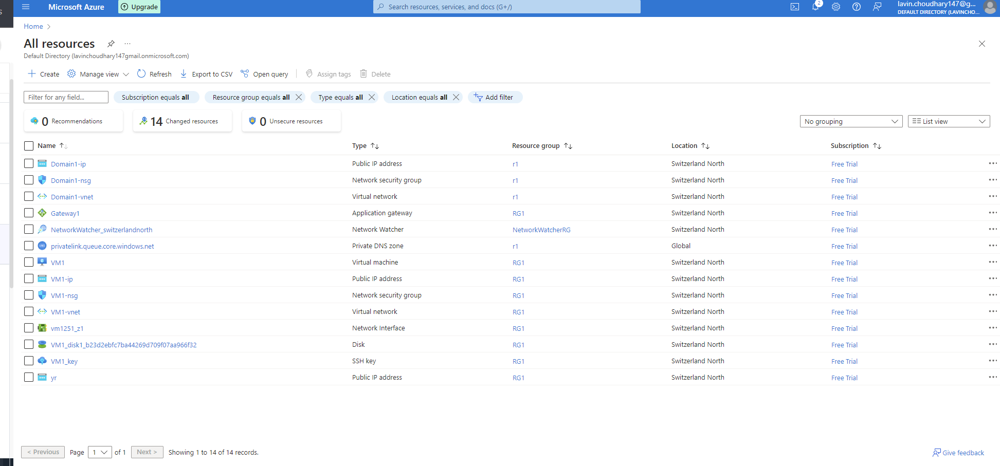 Microsoft Azure
Upgrade
Search resources, services, and docs (G+/)
2
lavin.choudhary147@g...
DEFAULT DIRECTORY (LAVINCHO...
Home
All resources
Default Directory (lavinchoudhary147gmail.onmicrosoft.com)
Create Manage view Refresh Export to CSV Open query Assign tags Delete
Filter for any field... Subscription equals all Resource group equals all Type equals all Location equals all Add filter
0 Recommendations 14 Changed resources 0 Unsecure resources No grouping List view
Name Type Resource group Location Subscription
Domain1-ip Public IP address r1 Switzerland North Free Trial
Domain1-nsg Network security group r1 Switzerland North Free Trial
Domain1-vnet Virtual network r1 Switzerland North Free Trial
Gateway1 Application gateway RG1 Switzerland North Free Trial
NetworkWatcher_switzerlandnorth Network Watcher NetworkWatcherRG Switzerland North Free Trial
privatelink.queue.core.windows.net Private DNS zone r1 Global Free Trial
VM1 Virtual machine RG1 Switzerland North Free Trial
VM1-ip Public IP address RG1 Switzerland North Free Trial
VM1-nsg Network security group RG1 Switzerland North Free Trial
VM1-vnet Virtual network RG1 Switzerland North Free Trial
vm1251_z1 Network Interface RG1 Switzerland North Free Trial
VM1_disk1_b23d2ebfc7ba44269d709f07aa966f32 Disk RG1 Switzerland North Free Trial
VM1_key SSH key RG1 Switzerland North Free Trial
yr Public IP address RG1 Switzerland North Free Trial
< Previous Page 1 of 1 Next > Showing 1 to 14 of 14 records. Give feedback